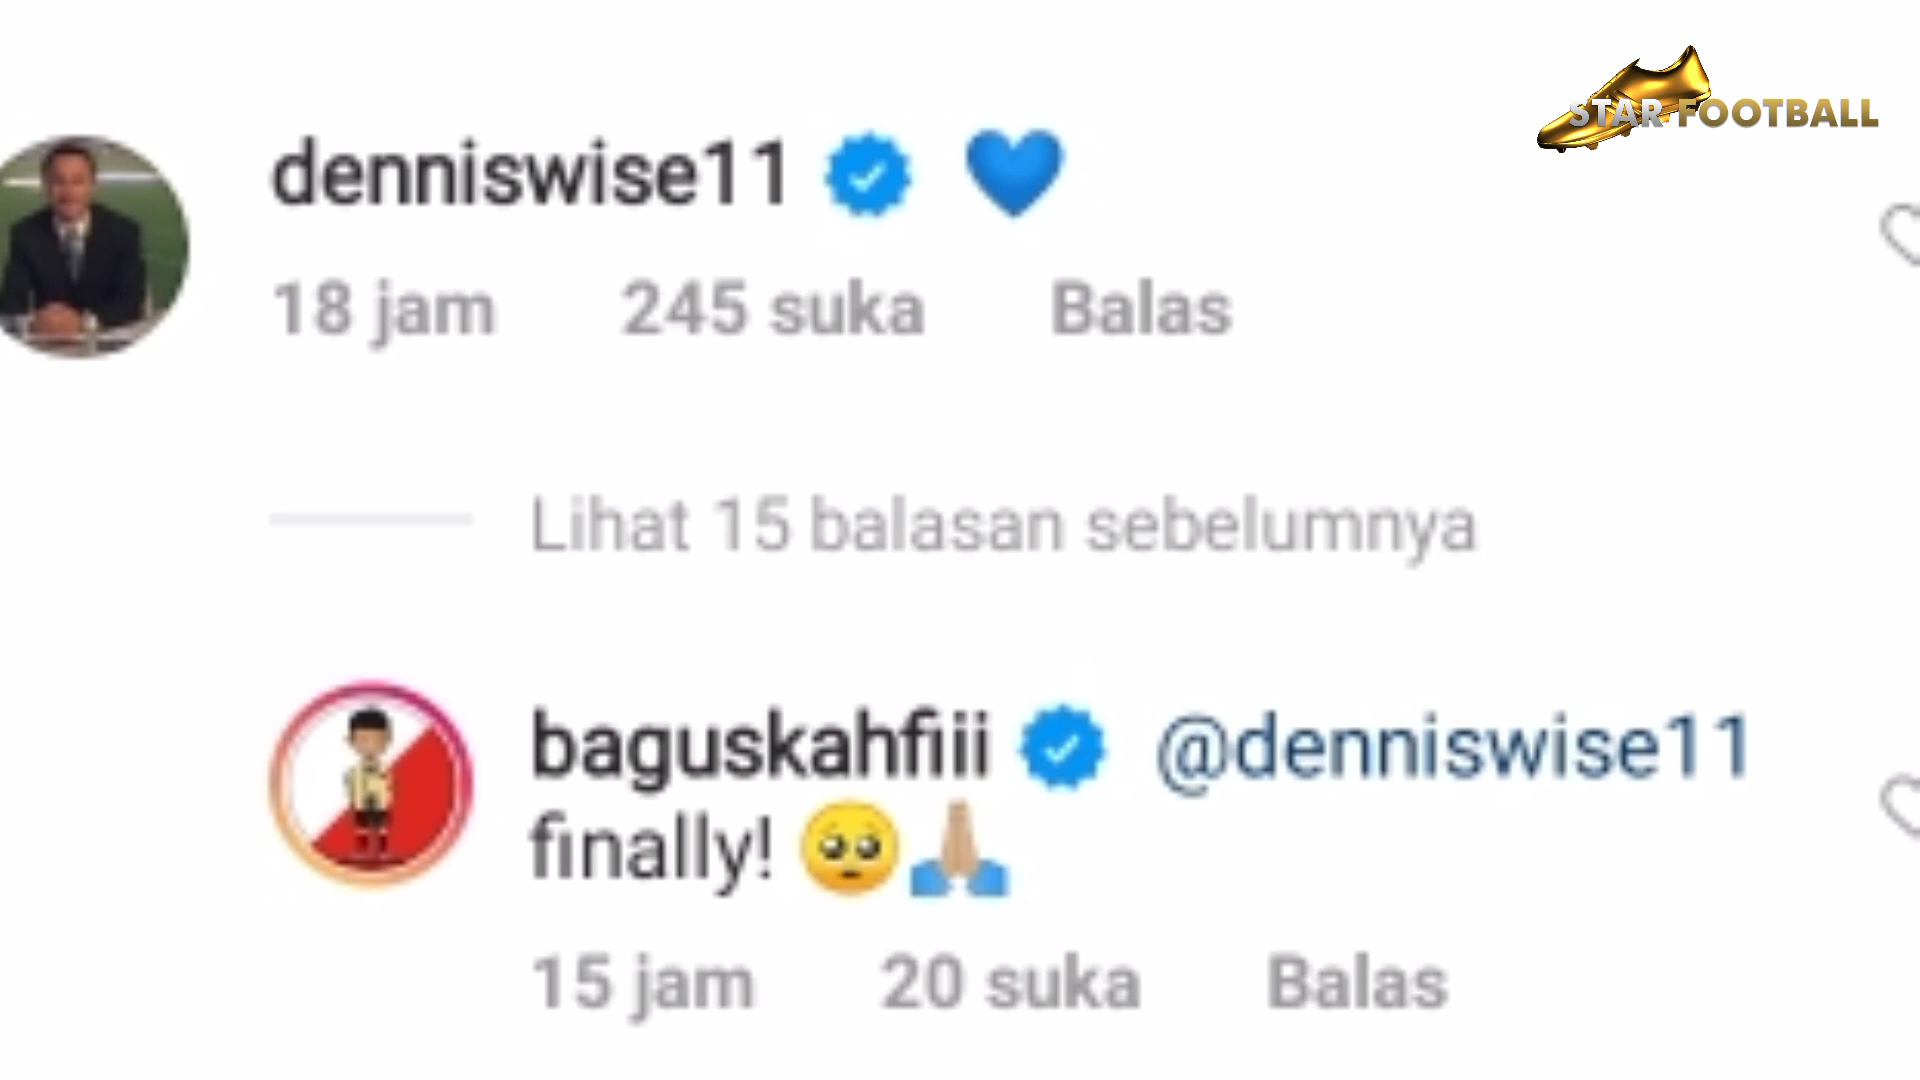 STAR FOOTBALL
denniswise11 💙
18 jam 245 suka Balas
Lihat 15 balasan sebelumnya
baguskahfiii @denniswise11
finally! 🥺🙏🏼
15 jam 20 suka Balas